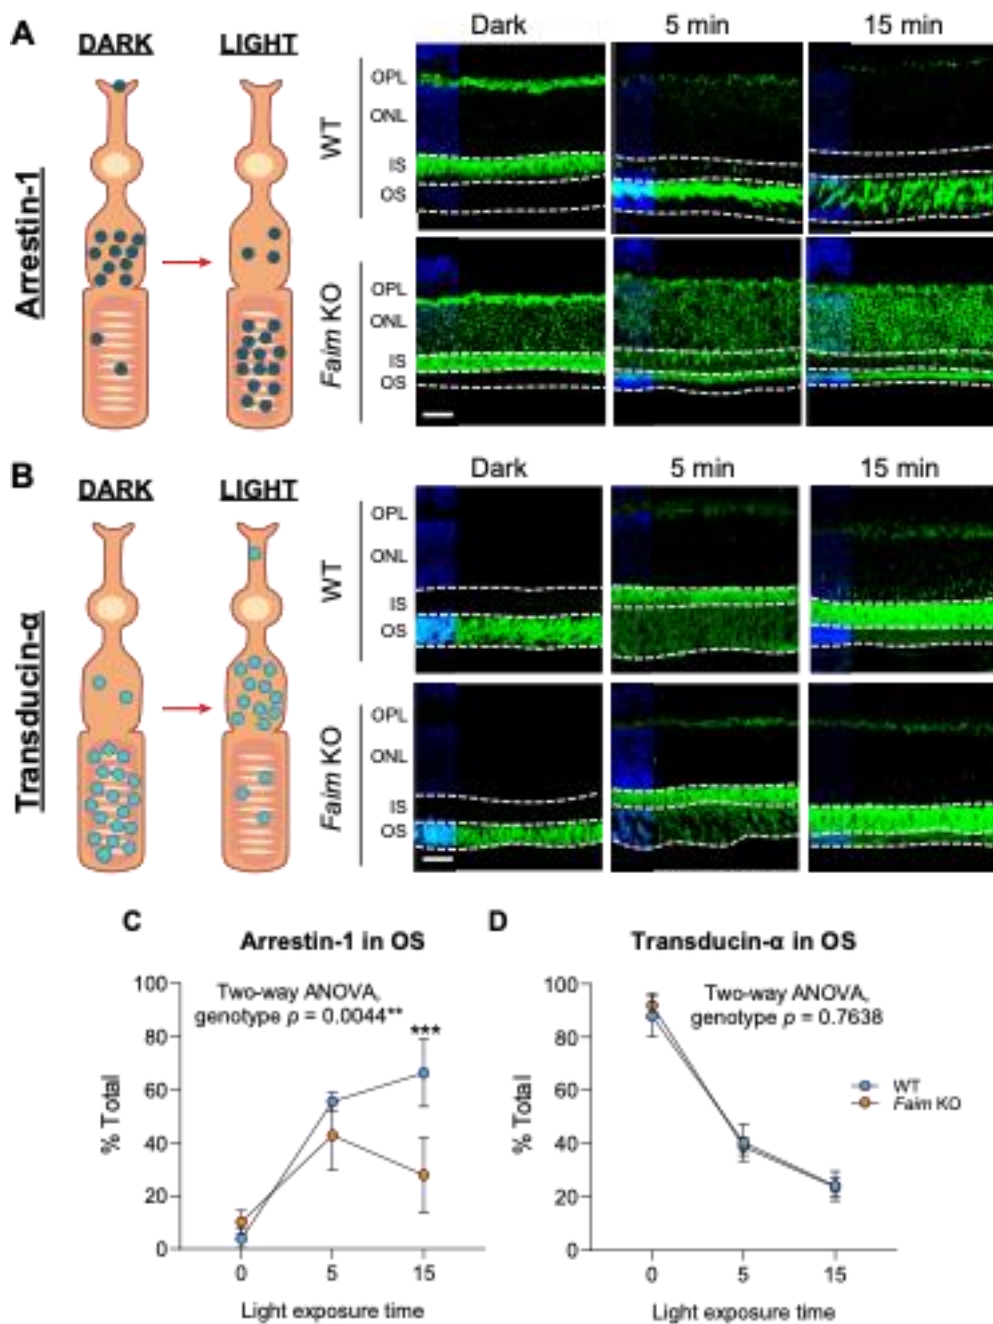 A
DARK
LIGHT
Dark
5 min
15 min
Arrestin-1
WT
OPL
ONL
IS
OS
Faim KO
OPL
ONL
IS
OS
B
DARK
LIGHT
Dark
5 min
15 min
Transducin-α
WT
OPL
ONL
IS
OS
Faim KO
OPL
ONL
IS
OS
C
Arrestin-1 in OS
Two-way ANOVA,
genotype p = 0.0044**
***
% Total
100
80
60
40
20
0
0
5
15
Light exposure time
D
Transducin-α in OS
Two-way ANOVA,
genotype p = 0.7638
WT
Faim KO
% Total
100
80
60
40
20
0
0
5
15
Light exposure time